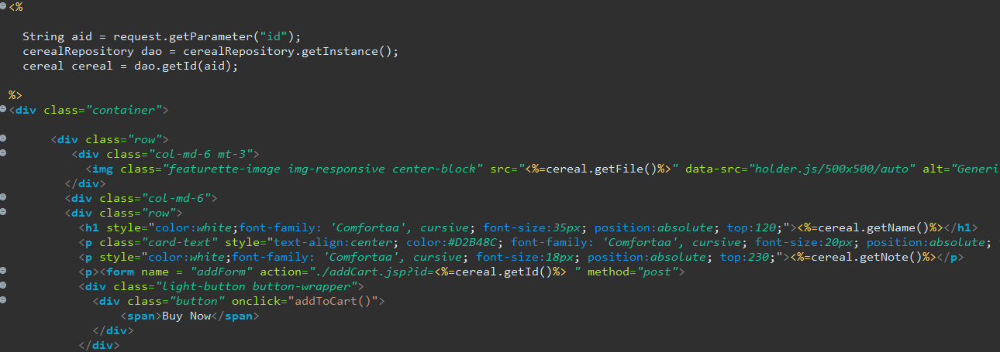 <%
String aid = request.getParameter("id");
cerealRepository dao = cerealRepository.getInstance();
cereal cereal = dao.getId(aid);
%>
<div class="container">
<div class="row">
<div class="col-md-6 mt-3">
<img class="featurette-image img-responsive center-block" src="<%=cereal.getFile()%>" data-src="holder.js/500x500/auto" alt="Generi
</div>
<div class="col-md-6">
<div class="row">
<h1 style="color:white;font-family: 'Comfortaa', cursive; font-size:35px; position:absolute; top:120;"><%=cereal.getName()%></h1>
<p class="card-text" style="text-align:center; color:#D2B48C; font-family: 'Comfortaa', cursive; font-size:20px; position:absolute;
<p style="color:white;font-family: 'Comfortaa', cursive; font-size:18px; position:absolute; top:230;"><%=cereal.getNote()%></p>
<p><form name = "addForm" action="./addCart.jsp?id=<%=cereal.getId()%> " method="post">
<div class="light-button button-wrapper">
<div class="button" onclick="addToCart()">
<span>Buy Now</span>
</div>
</div>